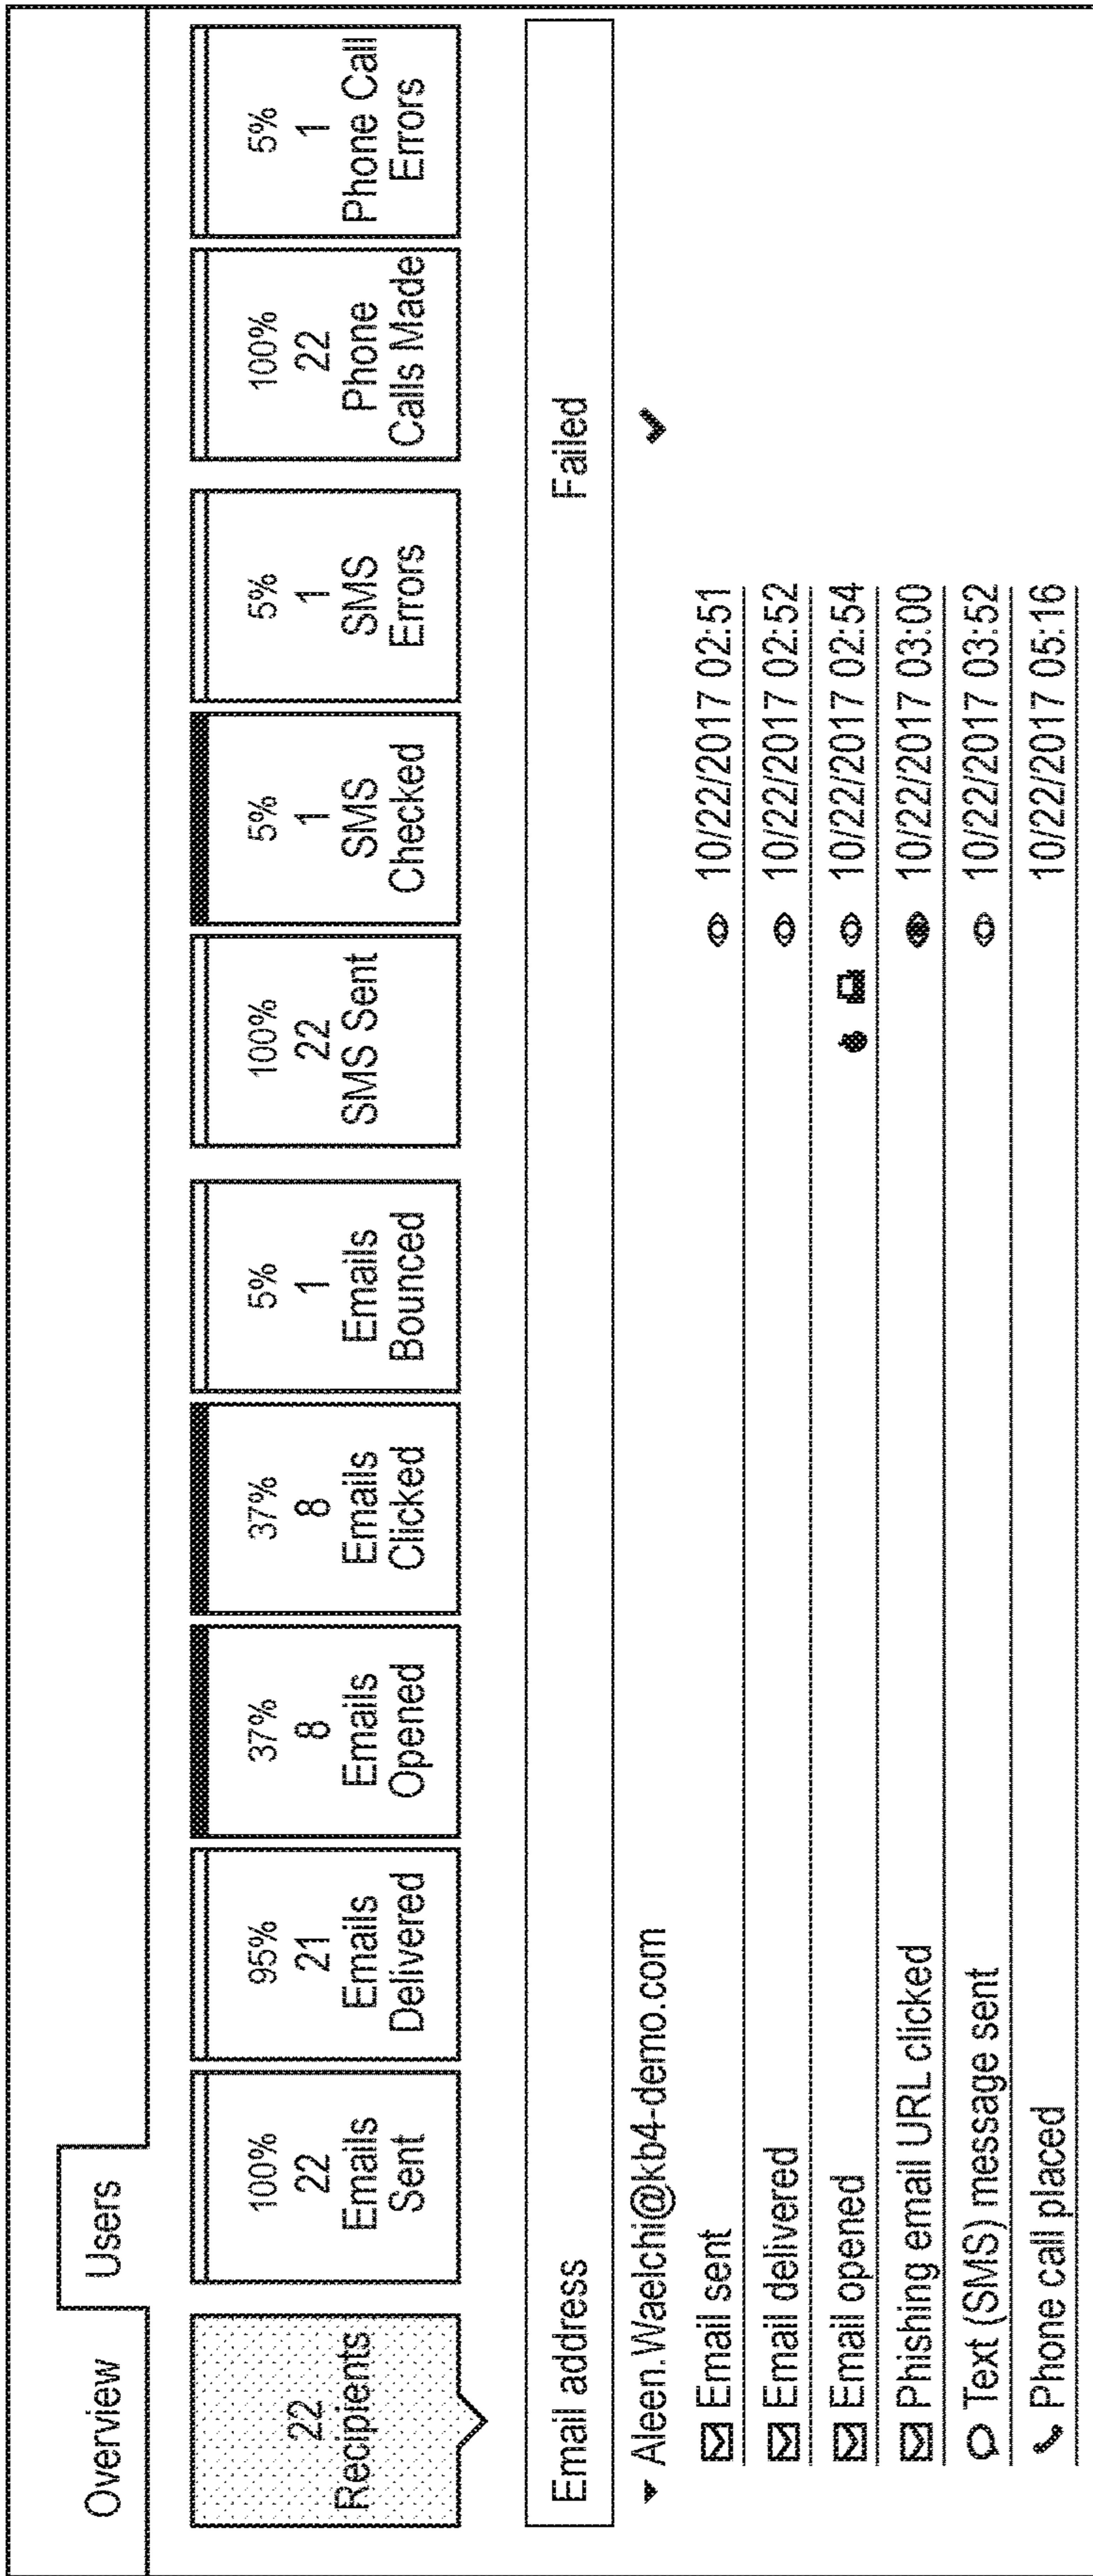 Overview
Users
22
Recipients
100%
22
Emails
Sent
95%
21
Emails
Delivered
37%
8
Emails
Opened
37%
8
Emails
Clicked
5%
1
Emails
Bounced
100%
22
SMS Sent
5%
1
SMS
Checked
5%
1
SMS
Errors
100%
22
Phone
Calls Made
5%
1
Phone Call
Errors
Email address Failed
Aleen.Waelchi@kb4-demo.com
Email sent 10/22/2017 02:51
Email delivered 10/22/2017 02:52
Email opened 10/22/2017 02:54
Phishing email URL clicked 10/22/2017 03:00
Text (SMS) message sent 10/22/2017 03:52
Phone call placed 10/22/2017 05:16